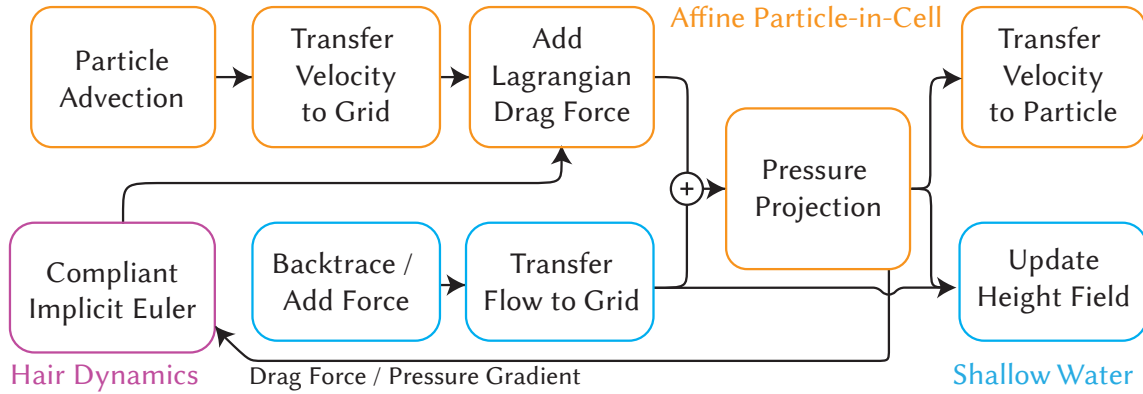 Affine Particle-in-Cell
Particle
Advection
Transfer
Velocity
to Grid
Add
Lagrangian
Drag Force
Transfer
Velocity
to Particle
+
Pressure
Projection
Compliant
Implicit Euler
Backtrace /
Add Force
Transfer
Flow to Grid
Update
Height Field
Hair Dynamics
Drag Force / Pressure Gradient
Shallow Water